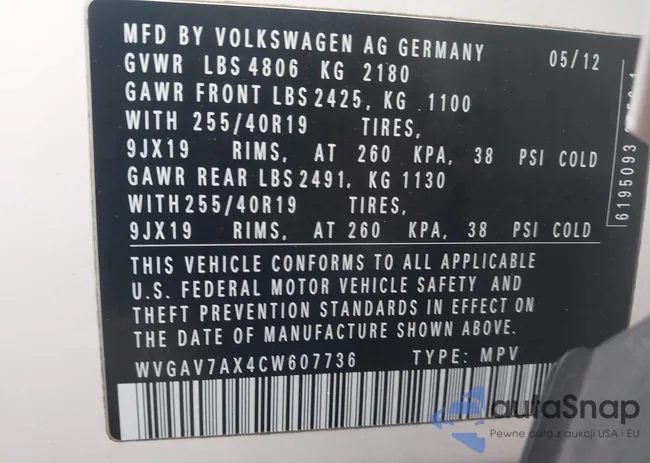 MFD BY VOLKSWAGEN AG GERMANY 05/12
GVWR LBS 4806 KG 2180
GAWR FRONT LBS 2425, KG 1100
WITH 255/40R19 TIRES,
9JX19 RIMS, AT 260 KPA, 38 PSI COLD
GAWR REAR LBS 2491, KG 1130
WITH 255/40R19 TIRES,
9JX19 RIMS, AT 260 KPA, 38 PSI COLD
THIS VEHICLE CONFORMS TO ALL APPLICABLE
U.S. FEDERAL MOTOR VEHICLE SAFETY AND
THEFT PREVENTION STANDARDS IN EFFECT ON
THE DATE OF MANUFACTURE SHOWN ABOVE.
WVGAV7AX4CW607736 TYPE: MPV
6195093
autoSnap
Pewne auta z aukcji USA i EU